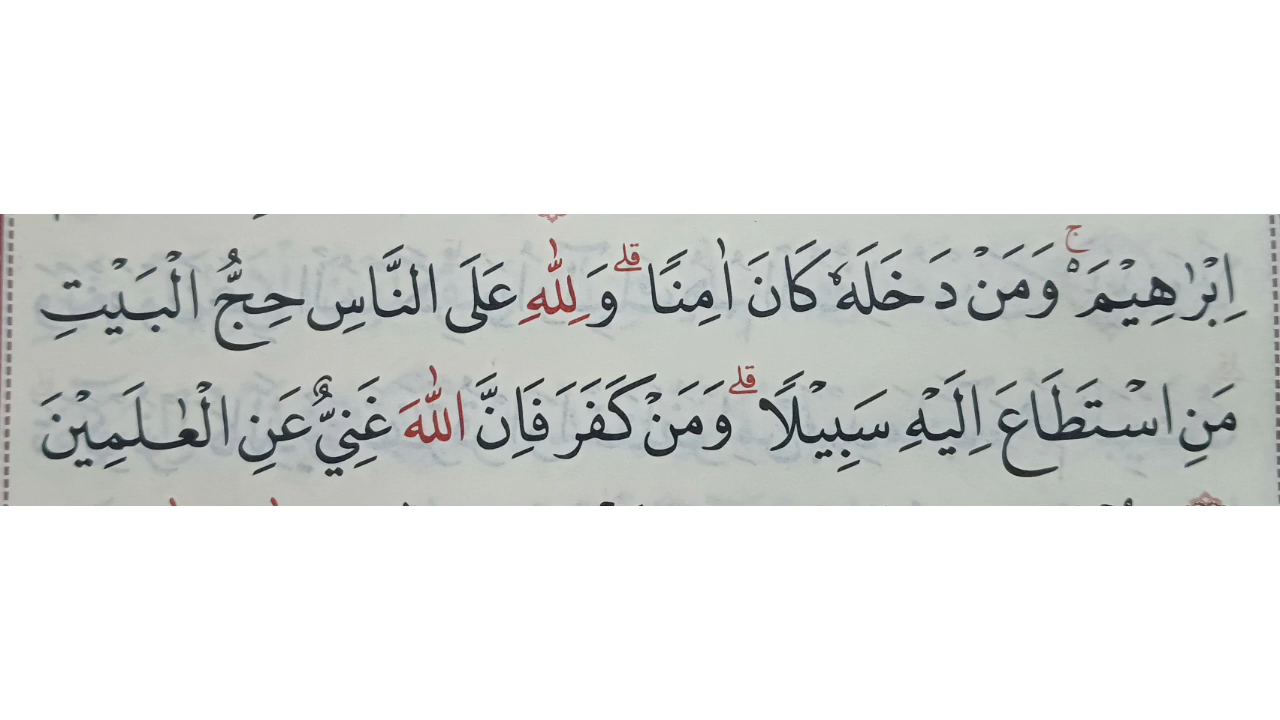 اِبْرٰهِيْمَ ەۚ وَمَنْ دَخَلَهٗ كَانَ اٰمِنًا ۗ وَلِلّٰهِ عَلَى النَّاسِ حِجُّ الْبَيْتِ
مَنِ اسْتَطَاعَ اِلَيْهِ سَبِيْلًا ۗ وَمَنْ كَفَرَ فَاِنَّ اللّٰهَ غَنِيٌّ عَنِ الْعٰلَمِيْنَ